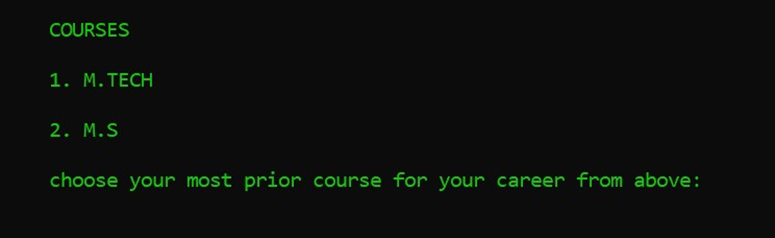 COURSES
1. M.TECH
2. M.S
choose your most prior course for your career from above: